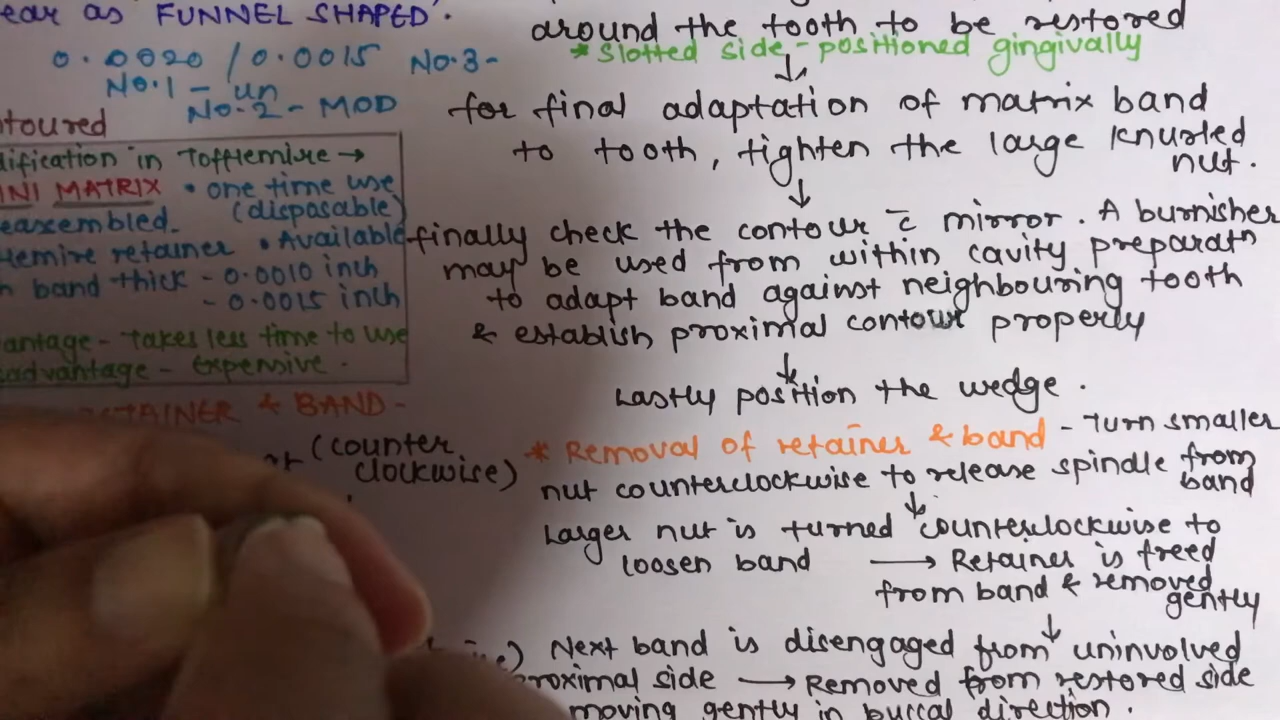 ear as FUNNEL SHAPED.
0.0020 / 0.0015 No.3-
No.1 - un
No.2 - MOD
toured
ification in Tofflemire →
INI MATRIX • one time use
(disposable)
eassembled.
lemire retainer • Available
band thick - 0.0010 inch
- 0.0015 inch
antage - takes less time to use
advantage - expensive.
TAINER & BAND -
(counter
clockwise)
around the tooth to be restored
* Slotted side - positioned gingivally
↓
for final adaptation of matrix band
to tooth, tighten the large knurled
nut.
↓
finally check the contour c̄ mirror. A burnisher
may be used from within cavity preparatn
to adapt band against neighbouring tooth
& establish proximal contour properly
↓
Lastly position the wedge.
* Removal of retainer & band - Turn smaller
nut counterclockwise to release spindle from
band
↓
Larger nut is turned counterclockwise to
loosen band → Retainer is freed
from band & removed
gently
↓
Next band is disengaged from uninvolved
roximal side → Removed from restored side
moving gently in buccal direction.